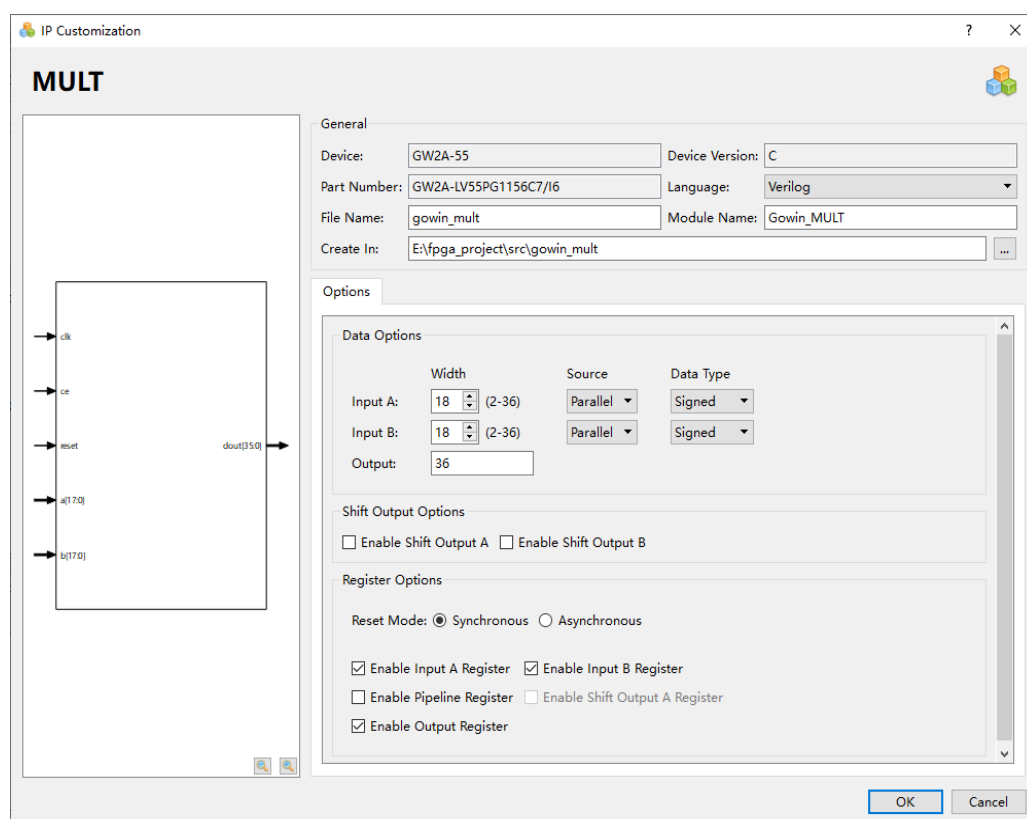 IP Customization ? ×
MULT
clk
ce
reset dout[35:0]
a[17:0]
b[17:0]
General
Device: GW2A-55 Device Version: C
Part Number: GW2A-LV55PG1156C7/I6 Language: Verilog
File Name: gowin_mult Module Name: Gowin_MULT
Create In: E:\fpga_project\src\gowin_mult ...
Options
Data Options
Width Source Data Type
Input A: 18 (2-36) Parallel Signed
Input B: 18 (2-36) Parallel Signed
Output: 36
Shift Output Options
Enable Shift Output A Enable Shift Output B
Register Options
Reset Mode: Synchronous Asynchronous
Enable Input A Register Enable Input B Register
Enable Pipeline Register Enable Shift Output A Register
Enable Output Register
OK Cancel